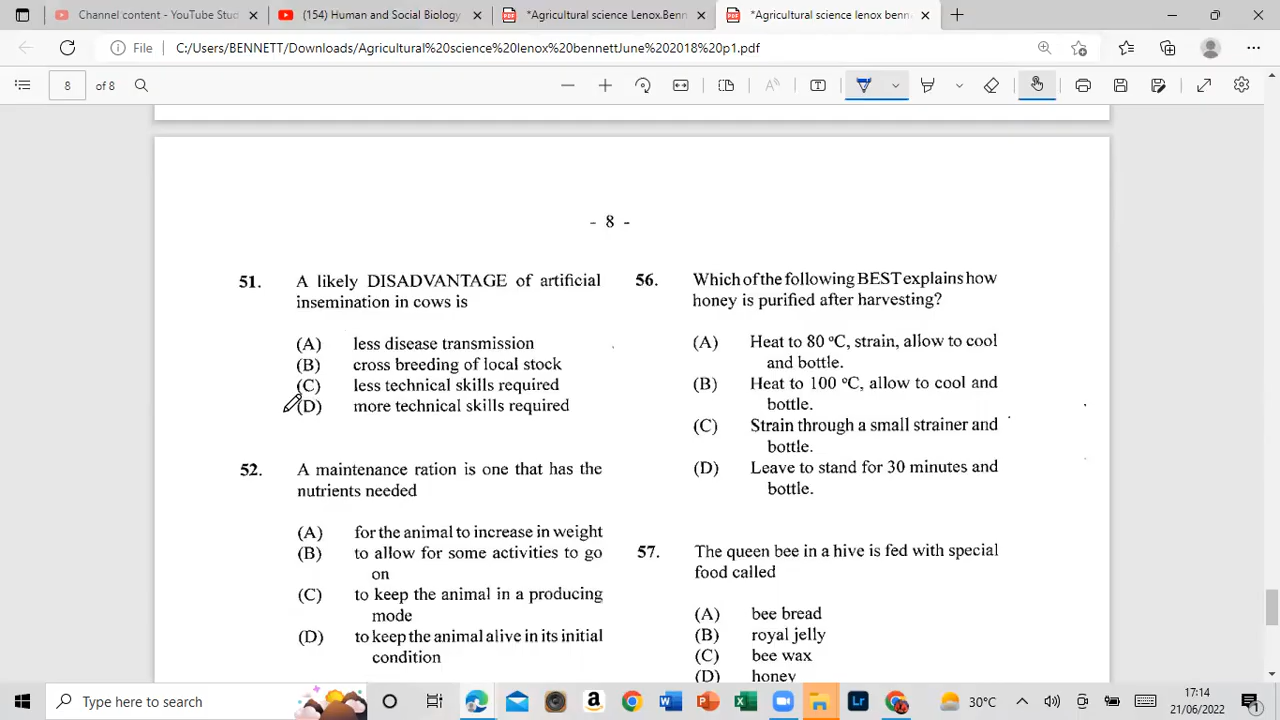 Current content - YouTube Stud
(154) Human and Social Biology
*Agricultural science Lenox.Benn
*Agricultural science lenox benn
File
C:/Users/BENNETT/Downloads/Agricultural%20science%20lenox%20bennettJune%202018%20p1.pdf
8
of 8
- 8 -
51. A likely DISADVANTAGE of artificial
insemination in cows is
(A) less disease transmission
(B) cross breeding of local stock
(C) less technical skills required
(D) more technical skills required
52. A maintenance ration is one that has the
nutrients needed
(A) for the animal to increase in weight
(B) to allow for some activities to go
on
(C) to keep the animal in a producing
mode
(D) to keep the animal alive in its initial
condition
56. Which of the following BEST explains how
honey is purified after harvesting?
(A) Heat to 80 °C, strain, allow to cool
and bottle.
(B) Heat to 100 °C, allow to cool and
bottle.
(C) Strain through a small strainer and
bottle.
(D) Leave to stand for 30 minutes and
bottle.
57. The queen bee in a hive is fed with special
food called
(A) bee bread
(B) royal jelly
(C) bee wax
(D) honey
Type here to search
30°C
17:14
21/06/2022